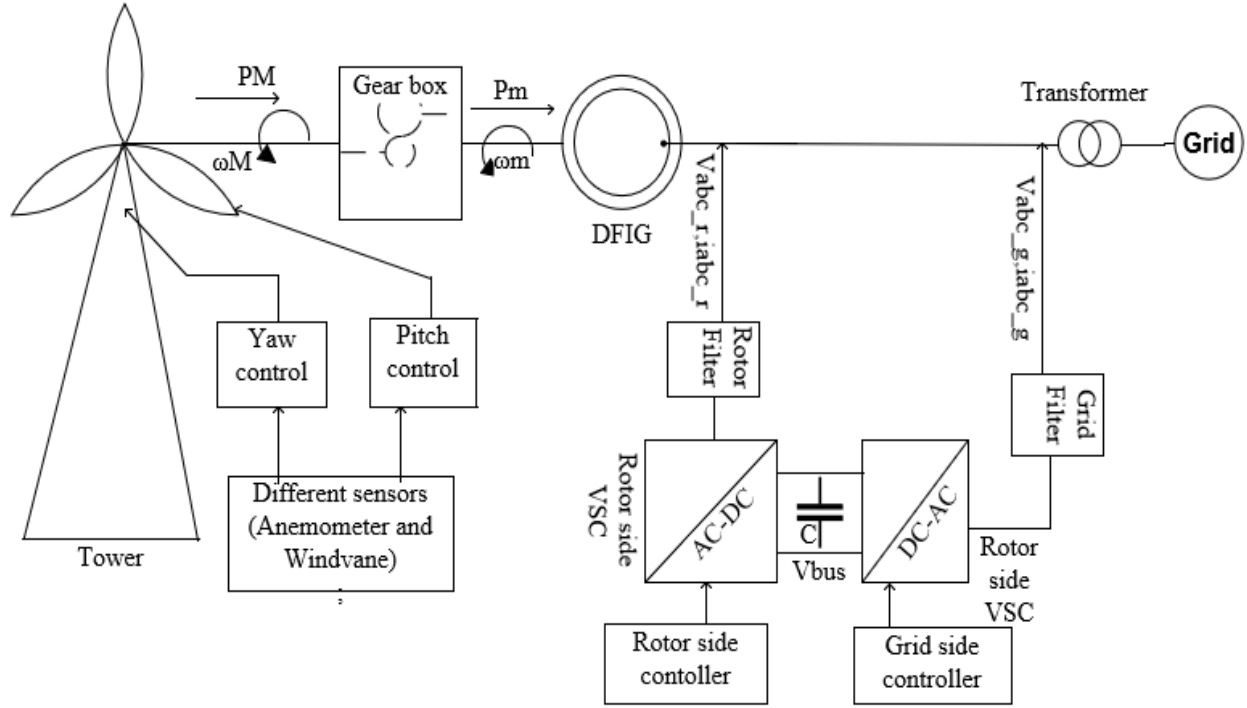 PM
Gear box
Pm
Transformer
Grid
ωM
ωm
DFIG
Vabc_r,iabc_r
Vabc_g,iabc_g
Yaw
control
Pitch
control
Rotor
Filter
Grid
Filter
Different sensors
(Anemometer and
Windvane)
;
Tower
Rotor side
VSC
AC-DC
C
Vbus
DC-AC
Rotor
side
VSC
Rotor side
contoller
Grid side
controller